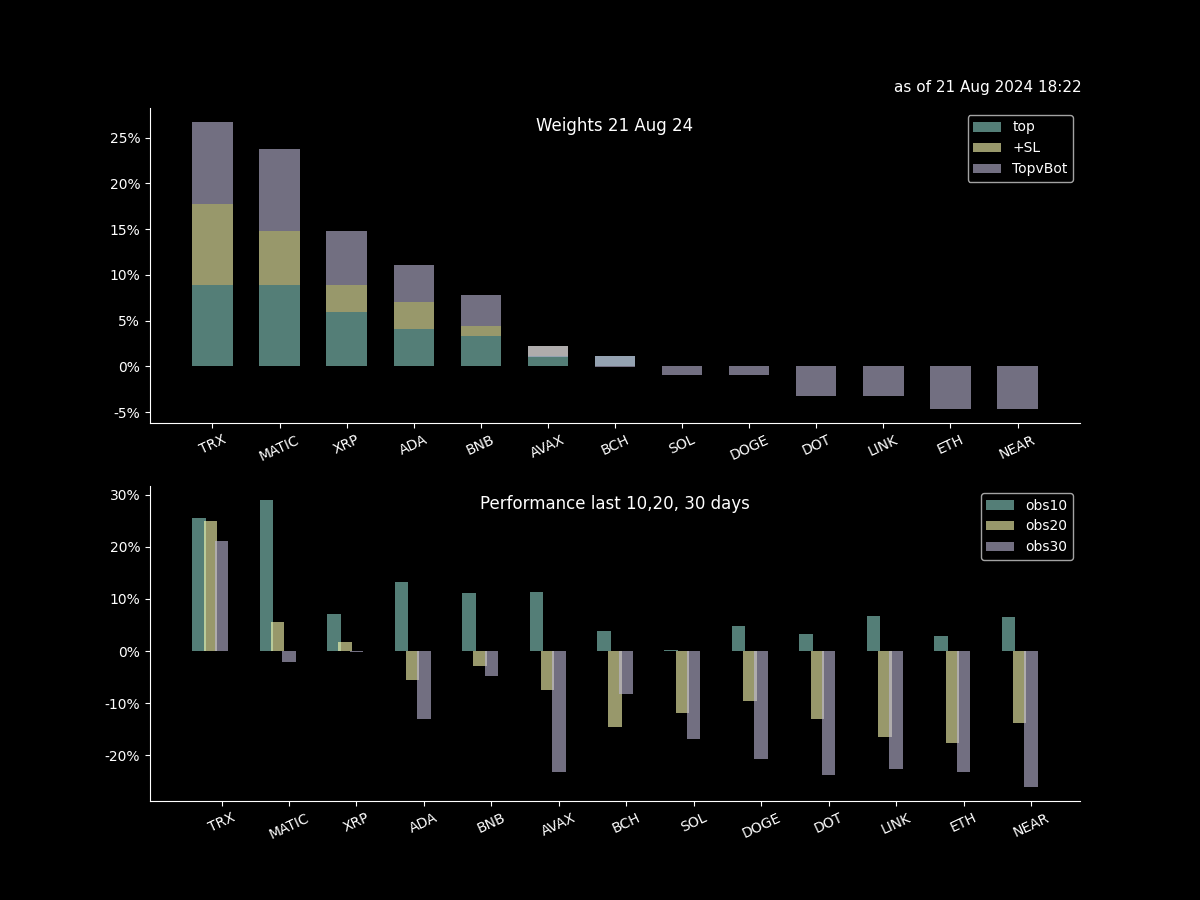 as of 21 Aug 2024 18:22
Weights 21 Aug 24
top
+SL
TopvBot
25%
20%
15%
10%
5%
0%
-5%
TRX MATIC XRP ADA BNB AVAX BCH SOL DOGE DOT LINK ETH NEAR
Performance last 10,20, 30 days
obs10
obs20
obs30
30%
20%
10%
0%
-10%
-20%
TRX MATIC XRP ADA BNB AVAX BCH SOL DOGE DOT LINK ETH NEAR